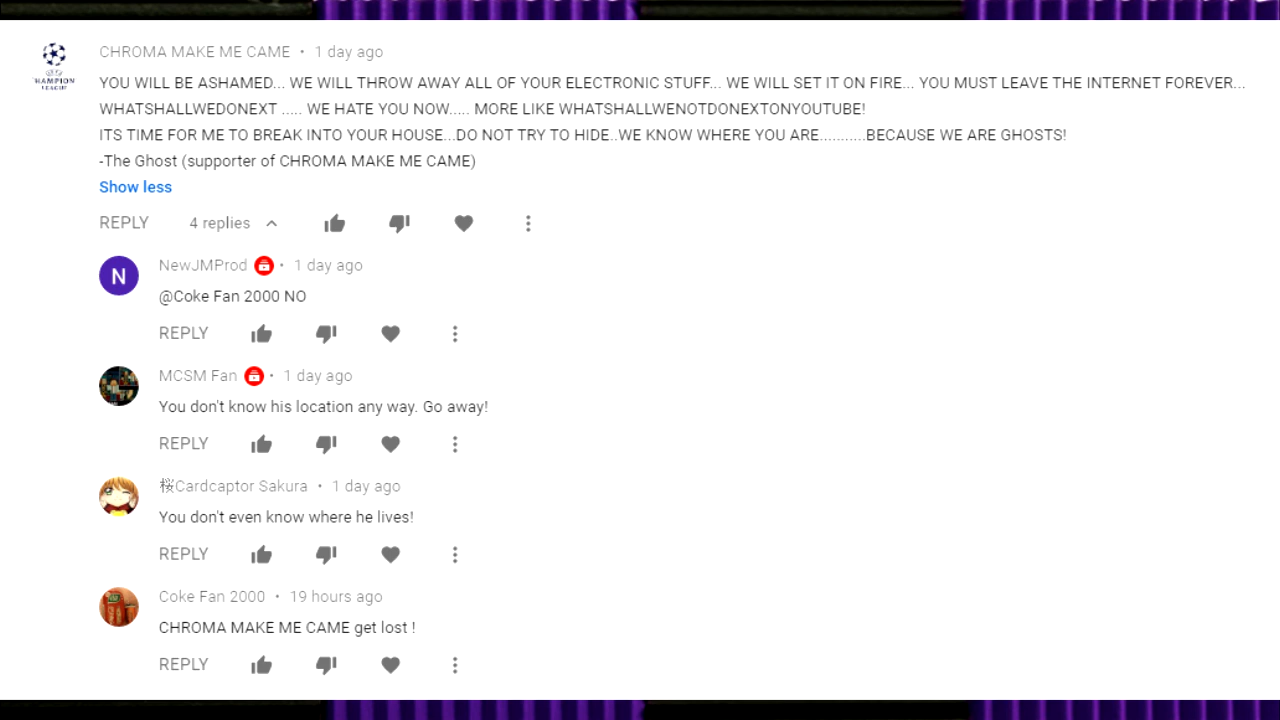 CHROMA MAKE ME CAME • 1 day ago
YOU WILL BE ASHAMED... WE WILL THROW AWAY ALL OF YOUR ELECTRONIC STUFF... WE WILL SET IT ON FIRE... YOU MUST LEAVE THE INTERNET FOREVER...
WHATSHALLWEDONEXT ..... WE HATE YOU NOW..... MORE LIKE WHATSHALLWENOTDONEXTONYOUTUBE!
ITS TIME FOR ME TO BREAK INTO YOUR HOUSE...DO NOT TRY TO HIDE..WE KNOW WHERE YOU ARE...........BECAUSE WE ARE GHOSTS!
-The Ghost (supporter of CHROMA MAKE ME CAME)
Show less
REPLY 4 replies
N
NewJMProd • 1 day ago
@Coke Fan 2000 NO
REPLY
MCSM Fan • 1 day ago
You don't know his location any way. Go away!
REPLY
桜Cardcaptor Sakura • 1 day ago
You don't even know where he lives!
REPLY
Coke Fan 2000 • 19 hours ago
CHROMA MAKE ME CAME get lost !
REPLY